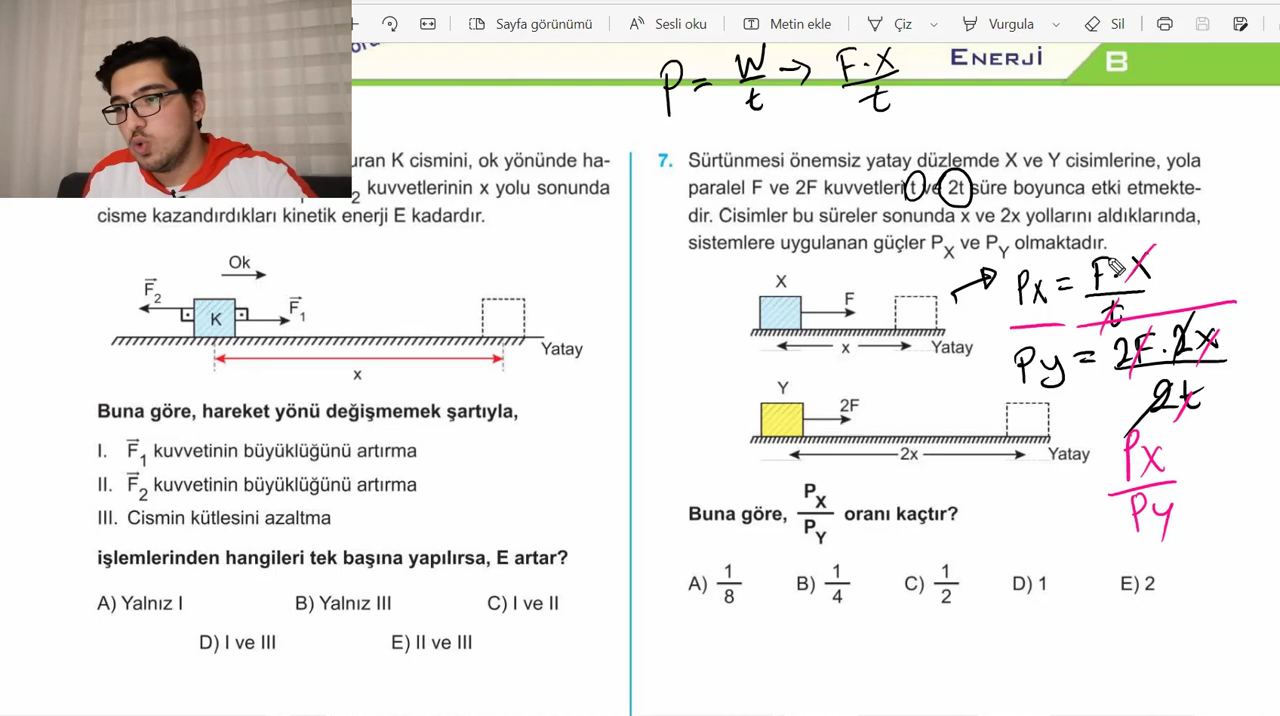 Sayfa görünümü
Sesli oku
Metin ekle
Çiz
Vurgula
Sil
ENERJİ
B
P = W/t → F·X/t
uran K cismini, ok yönünde ha-
2 kuvvetlerinin x yolu sonunda
cisme kazandırdıkları kinetik enerji E kadardır.
Ok
F2
F1
K
Yatay
x
Buna göre, hareket yönü değişmemek şartıyla,
I. F1 kuvvetinin büyüklüğünü artırma
II. F2 kuvvetinin büyüklüğünü artırma
III. Cismin kütlesini azaltma
işlemlerinden hangileri tek başına yapılırsa, E artar?
A) Yalnız I B) Yalnız III C) I ve II
D) I ve III E) II ve III
7. Sürtünmesi önemsiz yatay düzlemde X ve Y cisimlerine, yola
paralel F ve 2F kuvvetleri t ve 2t süre boyunca etki etmekte-
dir. Cisimler bu süreler sonunda x ve 2x yollarını aldıklarında,
sistemlere uygulanan güçler PX ve PY olmaktadır.
X
F
x
Yatay
Y
2F
2x
Yatay
Px = F·X/t
Py = 2F·2x/2t
Px/Py
Buna göre, PX/PY oranı kaçtır?
A) 1/8 B) 1/4 C) 1/2 D) 1 E) 2